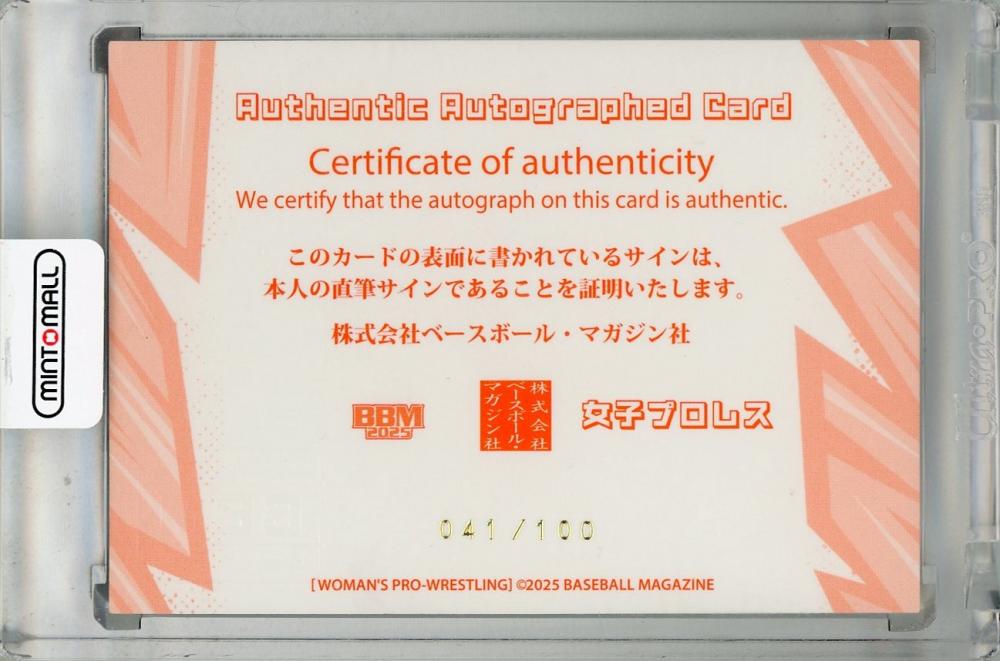 Authentic Autographed Card
Certificate of authenticity
We certify that the autograph on this card is authentic.
このカードの表面に書かれているサインは、
本人の直筆サインであることを証明いたします。
株式会社ベースボール・マガジン社
BBM
2025
株式会社
ベースボール・
マガジン社
女子プロレス
041/100
[WOMAN'S PRO-WRESTLING] ©2025 BASEBALL MAGAZINE
MINTOMALL
Ultra·PRO®